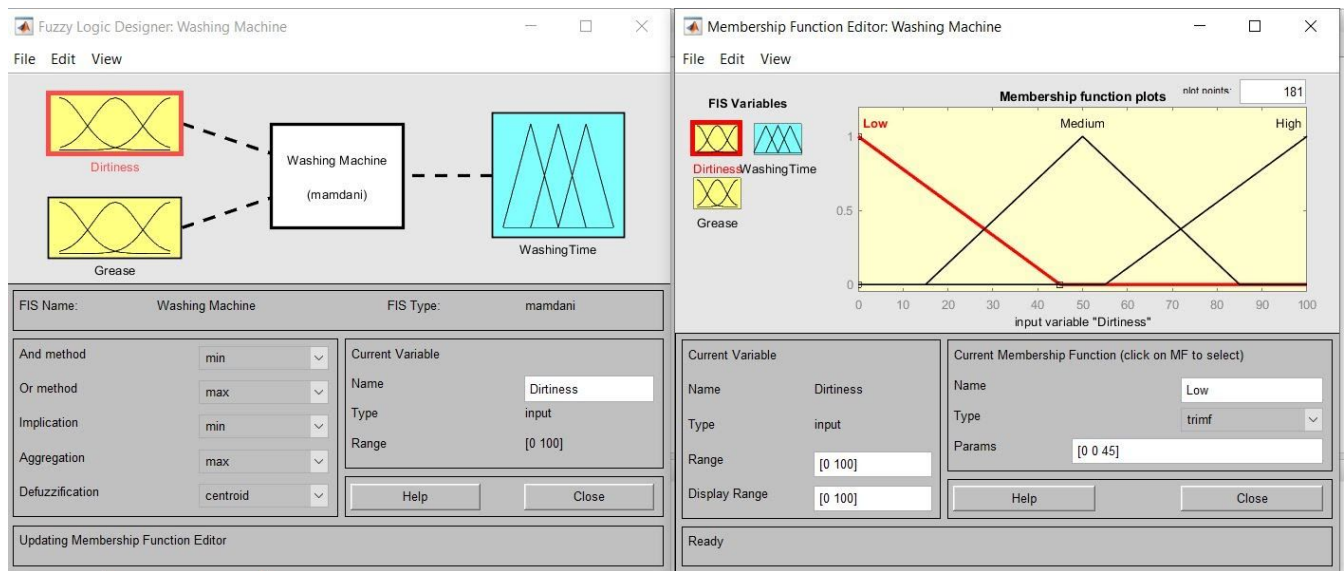 Fuzzy Logic Designer: Washing Machine
File Edit View
Dirtiness
Grease
Washing Machine
(mamdani)
WashingTime
FIS Name: Washing Machine FIS Type: mamdani
And method min
Or method max
Implication min
Aggregation max
Defuzzification centroid
Current Variable
Name Dirtiness
Type input
Range [0 100]
Help Close
Updating Membership Function Editor
Membership Function Editor: Washing Machine
File Edit View
FIS Variables
Dirtiness WashingTime
Grease
Membership function plots plot points: 181
Low Medium High
1
0.5
0
0 10 20 30 40 50 60 70 80 90 100
input variable "Dirtiness"
Current Variable
Name Dirtiness
Type input
Range [0 100]
Display Range [0 100]
Current Membership Function (click on MF to select)
Name Low
Type trimf
Params [0 0 45]
Help Close
Ready